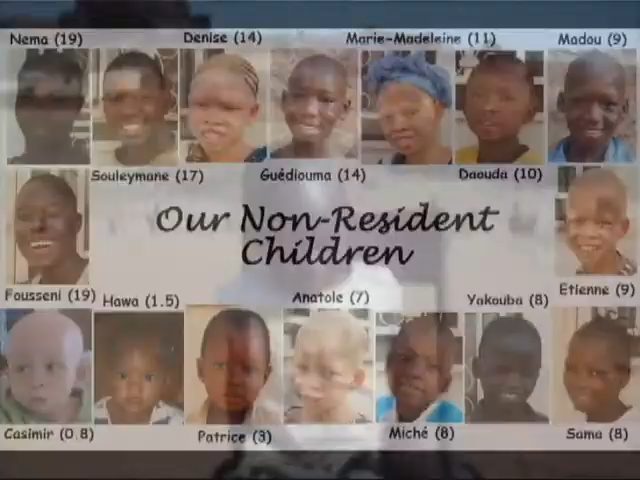 Nema (19) Denise (14) Marie-Madeleine (11) Madou (9)
Souleymane (17) Guédiouma (14) Daouda (10)
Our Non-Resident
Children
Fousseni (19) Hawa (1.5) Anatole (7) Yakouba (8) Etienne (9)
Casimir (0.8) Patrice (3) Miché (8) Sama (8)